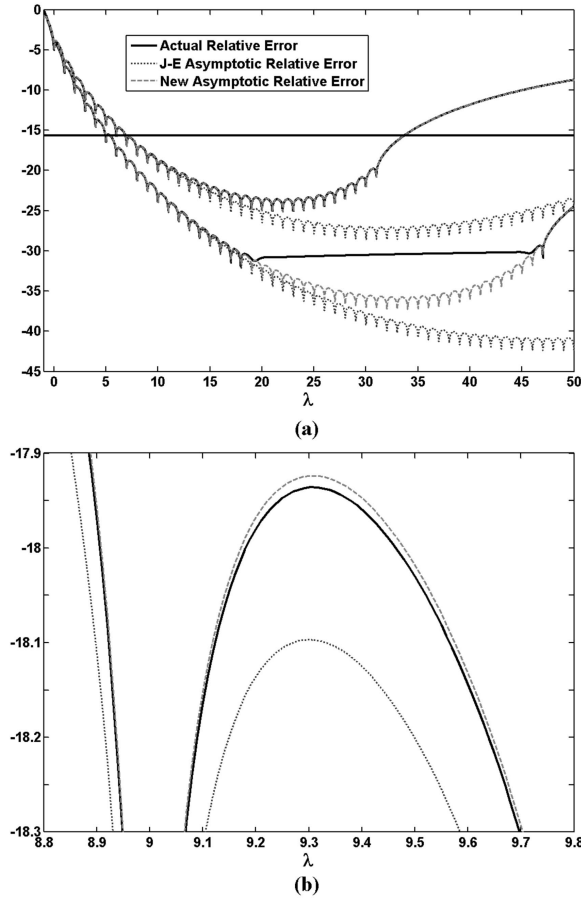 0
-5
-10
-15
-20
-25
-30
-35
-40
-45
Actual Relative Error
J-E Asymptotic Relative Error
New Asymptotic Relative Error
0 5 10 15 20 25 30 35 40 45 50
λ
(a)
-17.9
-18
-18.1
-18.2
-18.3
8.8 8.9 9 9.1 9.2 9.3 9.4 9.5 9.6 9.7 9.8
λ
(b)